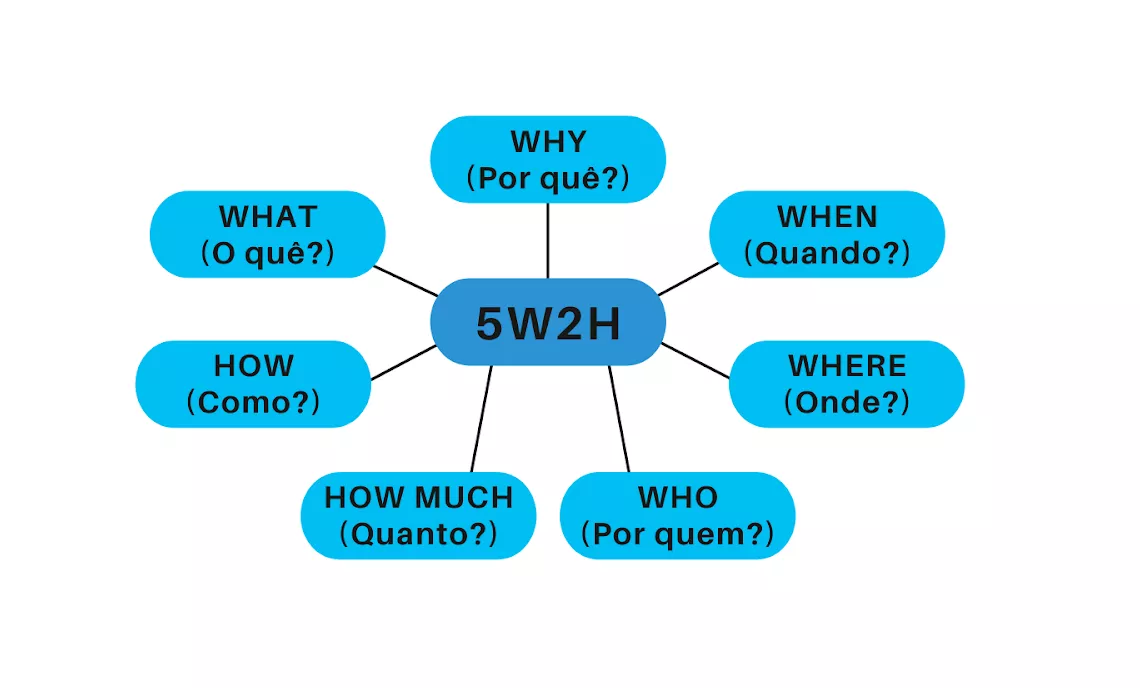 WHY
(Por quê?)
WHAT
(O quê?)
WHEN
(Quando?)
5W2H
HOW
(Como?)
WHERE
(Onde?)
HOW MUCH
(Quanto?)
WHO
(Por quem?)